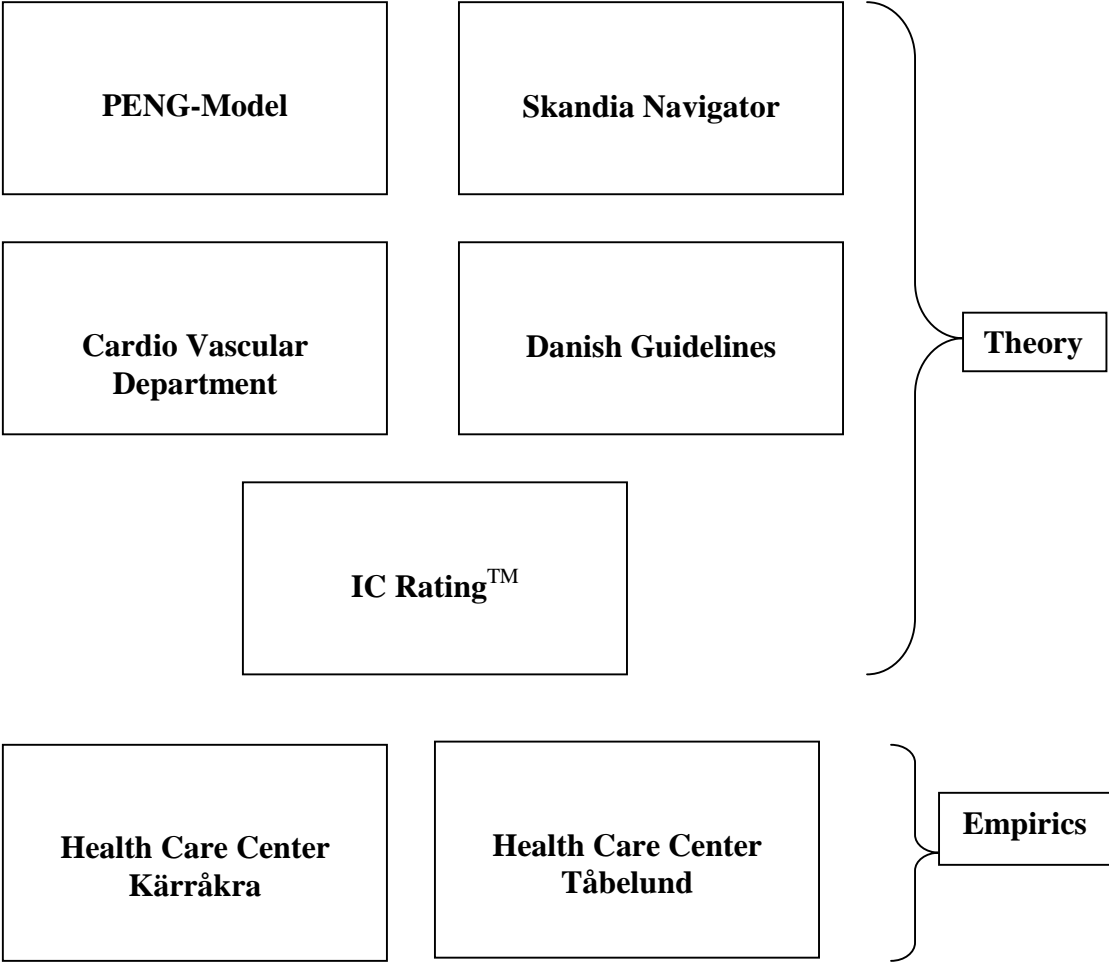 PENG-Model
Skandia Navigator
Cardio Vascular
Department
Danish Guidelines
Theory
IC Rating™
Health Care Center
Kärråkra
Health Care Center
Tåbelund
Empirics